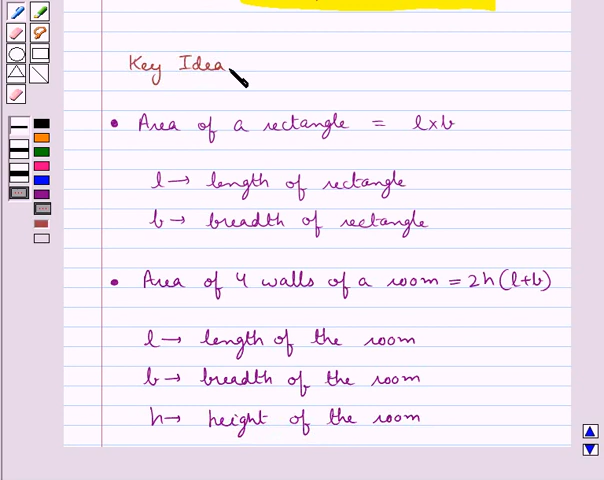 Key Idea
• Area of a rectangle = l×b
l → length of rectangle
b → breadth of rectangle
• Area of 4 walls of a room = 2h(l+b)
l → length of the room
b → breadth of the room
h → height of the room